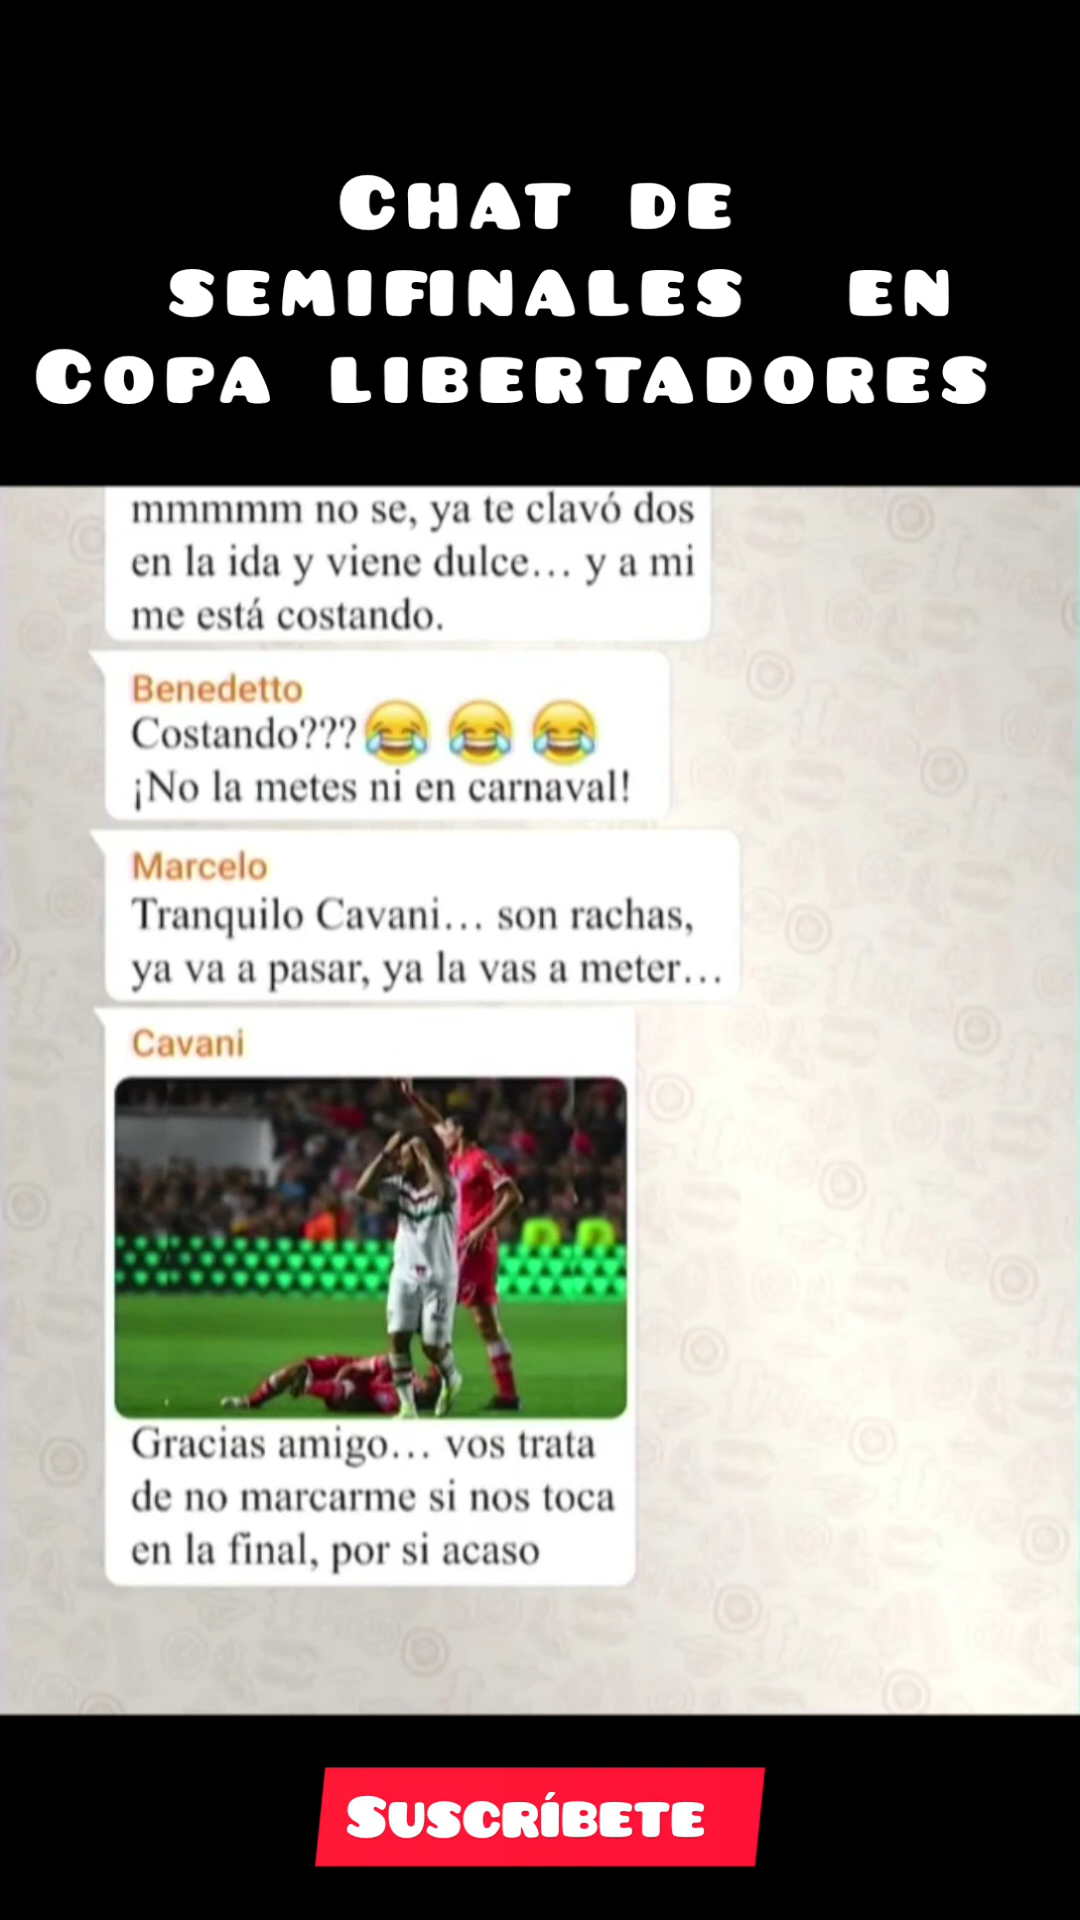 Chat de
semifinales en
Copa libertadores
mmmmm no se, ya te clavó dos
en la ida y viene dulce... y a mi
me está costando.
Benedetto
Costando???😂 😂 😂
¡No la metes ni en carnaval!
Marcelo
Tranquilo Cavani... son rachas,
ya va a pasar, ya la vas a meter...
Cavani
Gracias amigo... vos trata
de no marcarme si nos toca
en la final, por si acaso
Suscríbete